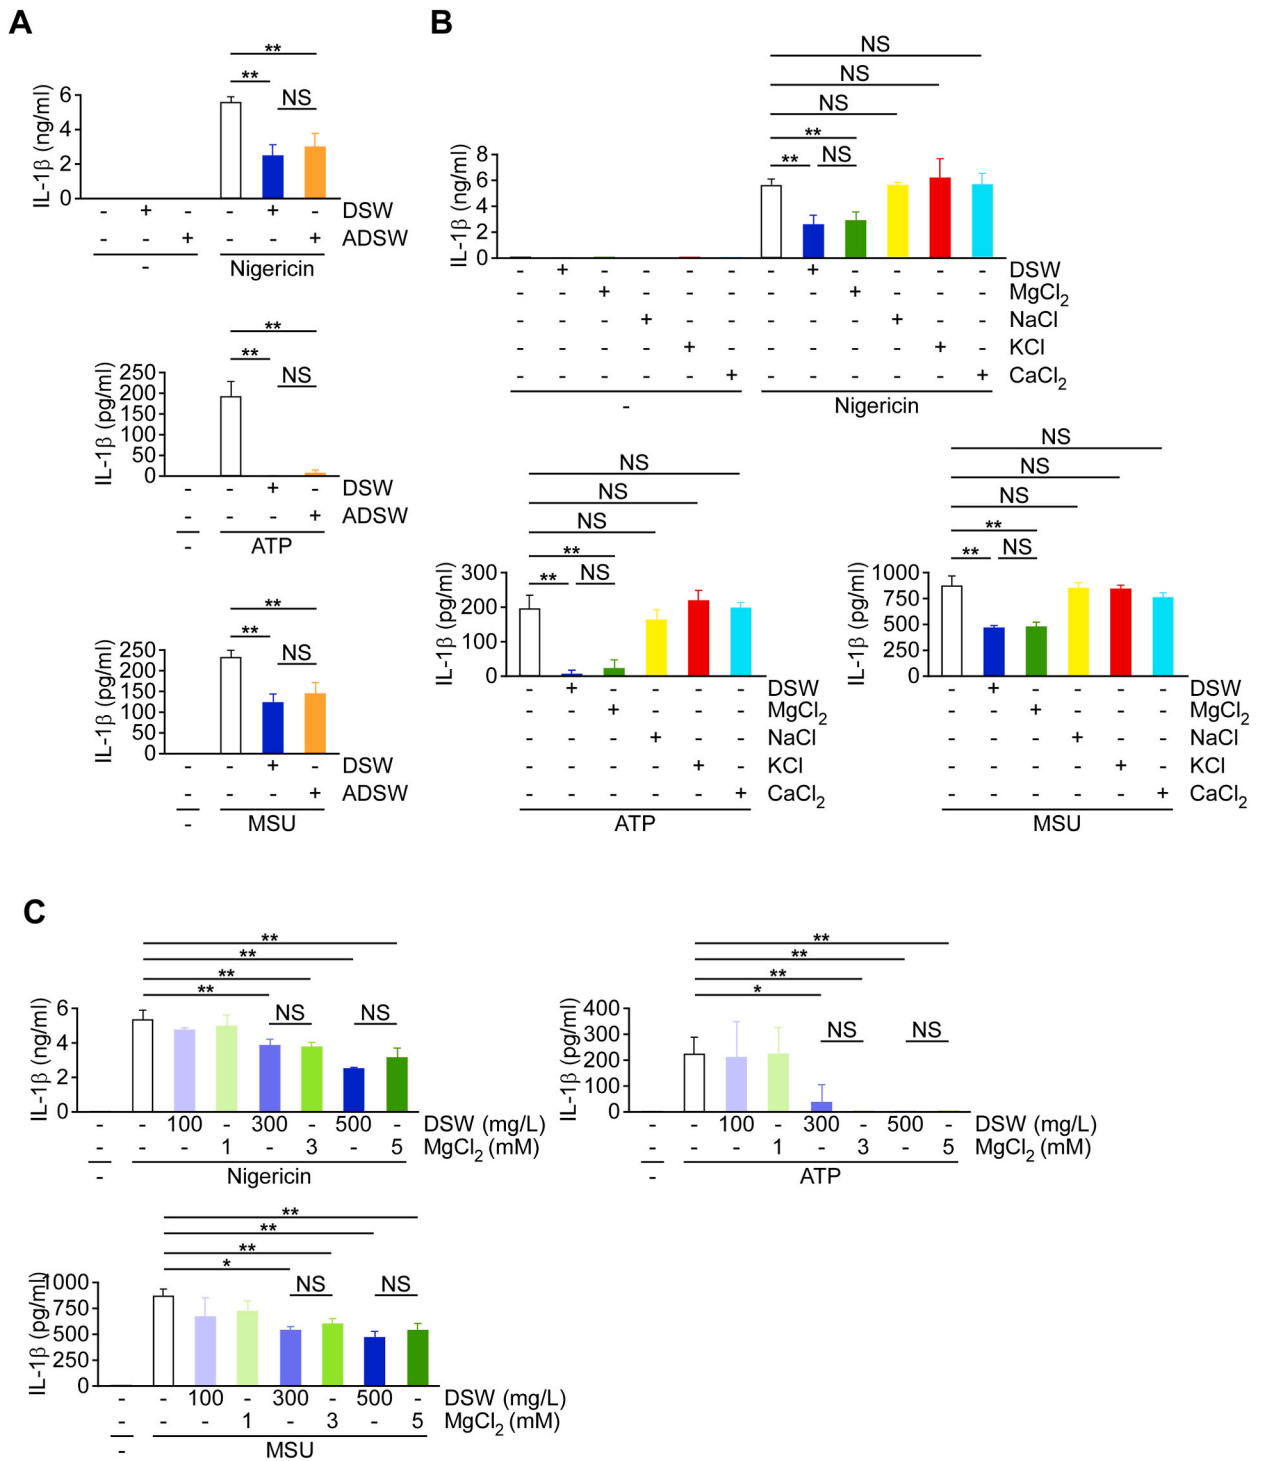 A
**
**
NS
IL-1β (ng/ml)
6
4
2
0
- + - - + - DSW
- - + - - + ADSW
- Nigericin
**
**
NS
IL-1β (pg/ml)
250
200
150
100
50
0
- - + - DSW
- - - + ADSW
- ATP
**
**
NS
IL-1β (pg/ml)
250
200
150
100
50
0
- - + - DSW
- - - + ADSW
- MSU
B
NS
NS
NS
**
** NS
IL-1β (ng/ml)
8
6
4
2
0
- + - - - - - + - - - - DSW
- - + - - - - - + - - - MgCl2
- - - + - - - - - + - - NaCl
- - - - + - - - - - + - KCl
- - - - - + - - - - - + CaCl2
- Nigericin
NS
NS
NS
**
** NS
IL-1β (pg/ml)
300
200
100
0
- + - - - - DSW
- - + - - - MgCl2
- - - + - - NaCl
- - - - + - KCl
- - - - - + CaCl2
ATP
NS
NS
NS
**
** NS
IL-1β (pg/ml)
1000
750
500
250
0
- + - - - - DSW
- - + - - - MgCl2
- - - + - - NaCl
- - - - + - KCl
- - - - - + CaCl2
MSU
C
**
**
**
**
NS NS
IL-1β (ng/ml)
6
4
2
0
- - 100 - 300 - 500 - DSW (mg/L)
- - - 1 - 3 - 5 MgCl2 (mM)
- Nigericin
**
**
**
*
NS NS
IL-1β (pg/ml)
400
300
200
100
0
- - 100 - 300 - 500 - DSW (mg/L)
- - - 1 - 3 - 5 MgCl2 (mM)
- ATP
**
**
**
*
NS NS
IL-1β (pg/ml)
1000
750
500
250
0
- - 100 - 300 - 500 - DSW (mg/L)
- - - 1 - 3 - 5 MgCl2 (mM)
- MSU